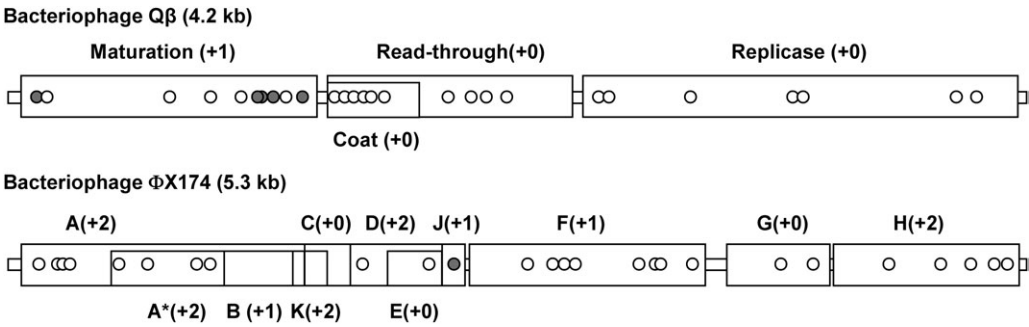 Bacteriophage Qβ (4.2 kb)
Maturation (+1) Read-through(+0) Replicase (+0)
Coat (+0)
Bacteriophage ΦX174 (5.3 kb)
A(+2) C(+0) D(+2) J(+1) F(+1) G(+0) H(+2)
A*(+2) B (+1) K(+2) E(+0)